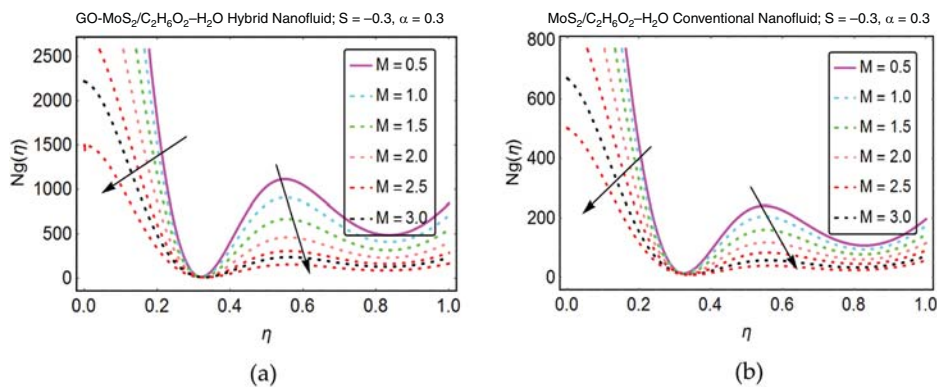 GO-MoS₂/C₂H₆O₂–H₂O Hybrid Nanofluid; S = –0.3, α = 0.3
2500
2000
1500
1000
500
0
Ng(η)
M = 0.5
M = 1.0
M = 1.5
M = 2.0
M = 2.5
M = 3.0
0.0 0.2 0.4 0.6 0.8 1.0
η
(a)
MoS₂/C₂H₆O₂–H₂O Conventional Nanofluid; S = –0.3, α = 0.3
800
600
400
200
0
Ng(η)
M = 0.5
M = 1.0
M = 1.5
M = 2.0
M = 2.5
M = 3.0
0.0 0.2 0.4 0.6 0.8 1.0
η
(b)